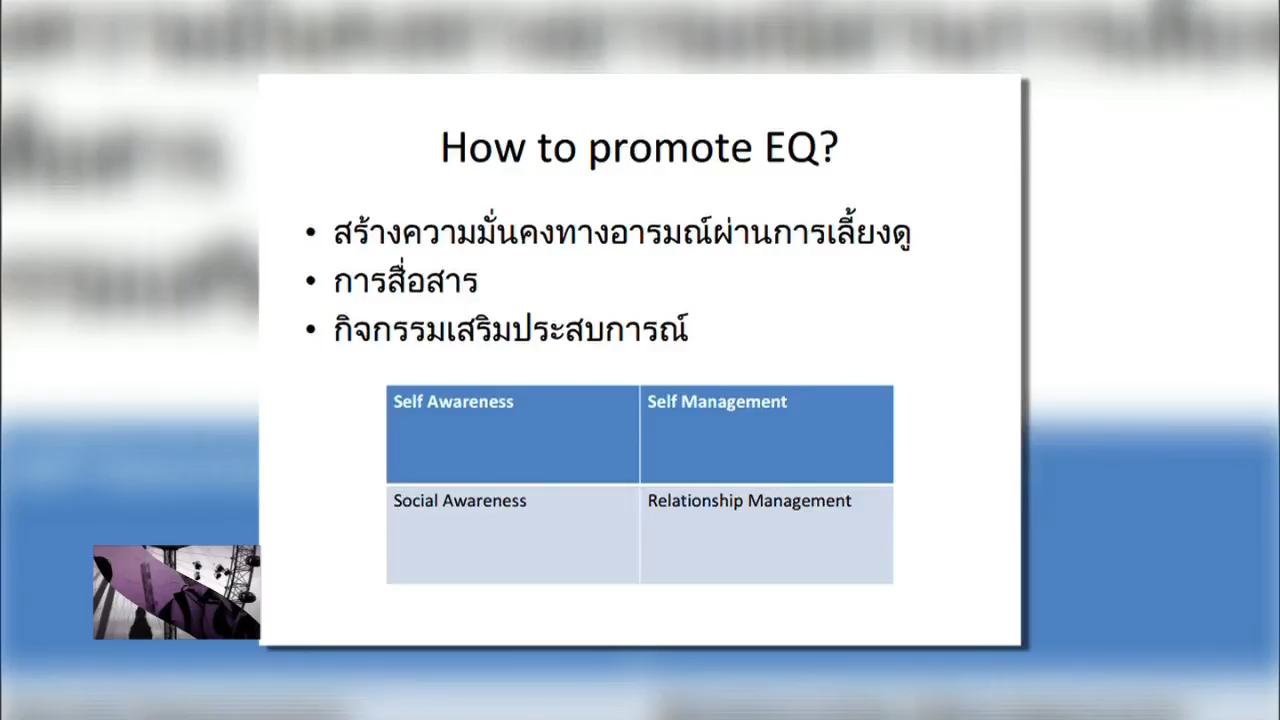 How to promote EQ?
• สร้างความมั่นคงทางอารมณ์ผ่านการเลี้ยงดู
• การสื่อสาร
• กิจกรรมเสริมประสบการณ์
Self Awareness
Self Management
Social Awareness
Relationship Management